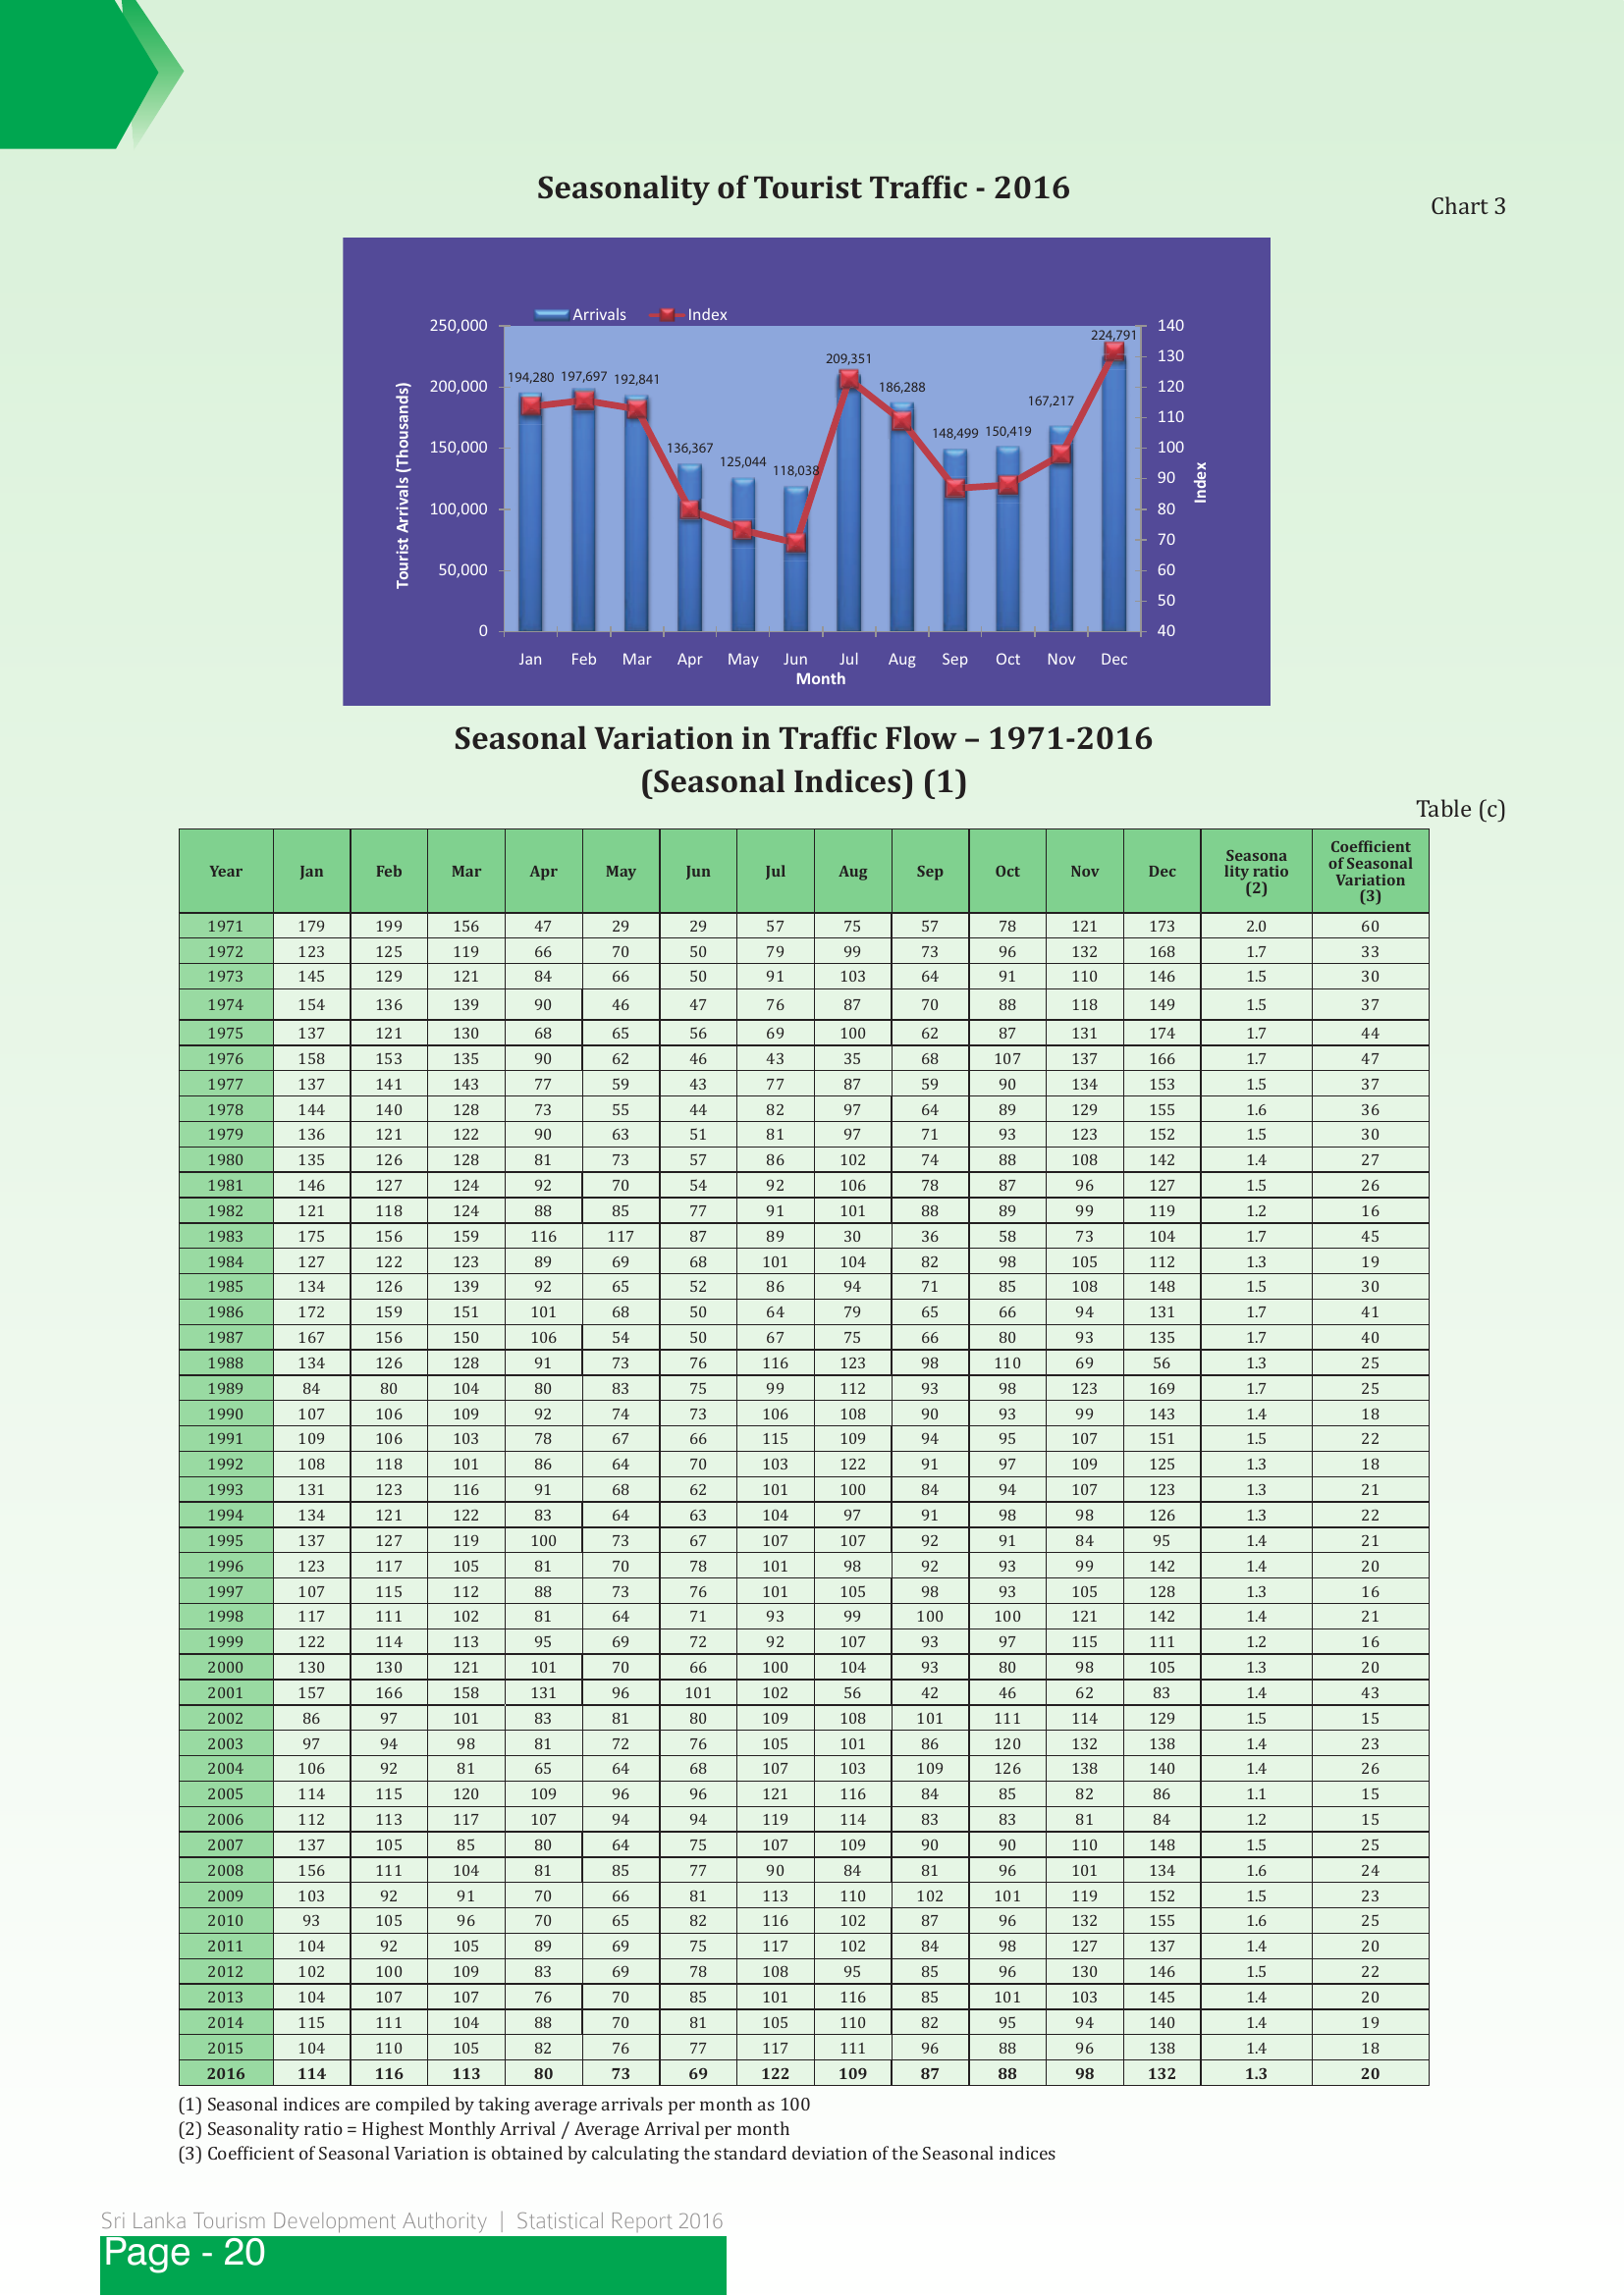 Seasonality of Tourist Traffic - 2016
Chart 3
Arrivals Index
250,000
200,000
150,000
100,000
50,000
0
Tourist Arrivals (Thousands)
194,280 197,697 192,841 136,367 125,044 118,038 209,351 186,288 148,499 150,419 167,217 224,791
140
130
120
110
100
90
80
70
60
50
40
Index
Jan Feb Mar Apr May Jun Jul Aug Sep Oct Nov Dec
Month
Seasonal Variation in Traffic Flow – 1971-2016
(Seasonal Indices) (1)
Table (c)
Year Jan Feb Mar Apr May Jun Jul Aug Sep Oct Nov Dec Seasona lity ratio (2) Coefficient of Seasonal Variation (3)
1971 179 199 156 47 29 29 57 75 57 78 121 173 2.0 60
1972 123 125 119 66 70 50 79 99 73 96 132 168 1.7 33
1973 145 129 121 84 66 50 91 103 64 91 110 146 1.5 30
1974 154 136 139 90 46 47 76 87 70 88 118 149 1.5 37
1975 137 121 130 68 65 56 69 100 62 87 131 174 1.7 44
1976 158 153 135 90 62 46 43 35 68 107 137 166 1.7 47
1977 137 141 143 77 59 43 77 87 59 90 134 153 1.5 37
1978 144 140 128 73 55 44 82 97 64 89 129 155 1.6 36
1979 136 121 122 90 63 51 81 97 71 93 123 152 1.5 30
1980 135 126 128 81 73 57 86 102 74 88 108 142 1.4 27
1981 146 127 124 92 70 54 92 106 78 87 96 127 1.5 26
1982 121 118 124 88 85 77 91 101 88 89 99 119 1.2 16
1983 175 156 159 116 117 87 89 30 36 58 73 104 1.7 45
1984 127 122 123 89 69 68 101 104 82 98 105 112 1.3 19
1985 134 126 139 92 65 52 86 94 71 85 108 148 1.5 30
1986 172 159 151 101 68 50 64 79 65 66 94 131 1.7 41
1987 167 156 150 106 54 50 67 75 66 80 93 135 1.7 40
1988 134 126 128 91 73 76 116 123 98 110 69 56 1.3 25
1989 84 80 104 80 83 75 99 112 93 98 123 169 1.7 25
1990 107 106 109 92 74 73 106 108 90 93 99 143 1.4 18
1991 109 106 103 78 67 66 115 109 94 95 107 151 1.5 22
1992 108 118 101 86 64 70 103 122 91 97 109 125 1.3 18
1993 131 123 116 91 68 62 101 100 84 94 107 123 1.3 21
1994 134 121 122 83 64 63 104 97 91 98 98 126 1.3 22
1995 137 127 119 100 73 67 107 107 92 91 84 95 1.4 21
1996 123 117 105 81 70 78 101 98 92 93 99 142 1.4 20
1997 107 115 112 88 73 76 101 105 98 93 105 128 1.3 16
1998 117 111 102 81 64 71 93 99 100 100 121 142 1.4 21
1999 122 114 113 95 69 72 92 107 93 97 115 111 1.2 16
2000 130 130 121 101 70 66 100 104 93 80 98 105 1.3 20
2001 157 166 158 131 96 101 102 56 42 46 62 83 1.4 43
2002 86 97 101 83 81 80 109 108 101 111 114 129 1.5 15
2003 97 94 98 81 72 76 105 101 86 120 132 138 1.4 23
2004 106 92 81 65 64 68 107 103 109 126 138 140 1.4 26
2005 114 115 120 109 96 96 121 116 84 85 82 86 1.1 15
2006 112 113 117 107 94 94 119 114 83 83 81 84 1.2 15
2007 137 105 85 80 64 75 107 109 90 90 110 148 1.5 25
2008 156 111 104 81 85 77 90 84 81 96 101 134 1.6 24
2009 103 92 91 70 66 81 113 110 102 101 119 152 1.5 23
2010 93 105 96 70 65 82 116 102 87 96 132 155 1.6 25
2011 104 92 105 89 69 75 117 102 84 98 127 137 1.4 20
2012 102 100 109 83 69 78 108 95 85 96 130 146 1.5 22
2013 104 107 107 76 70 85 101 116 85 101 103 145 1.4 20
2014 115 111 104 88 70 81 105 110 82 95 94 140 1.4 19
2015 104 110 105 82 76 77 117 111 96 88 96 138 1.4 18
2016 114 116 113 80 73 69 122 109 87 88 98 132 1.3 20
(1) Seasonal indices are compiled by taking average arrivals per month as 100
(2) Seasonality ratio = Highest Monthly Arrival / Average Arrival per month
(3) Coefficient of Seasonal Variation is obtained by calculating the standard deviation of the Seasonal indices
Sri Lanka Tourism Development Authority | Statistical Report 2016
Page - 20